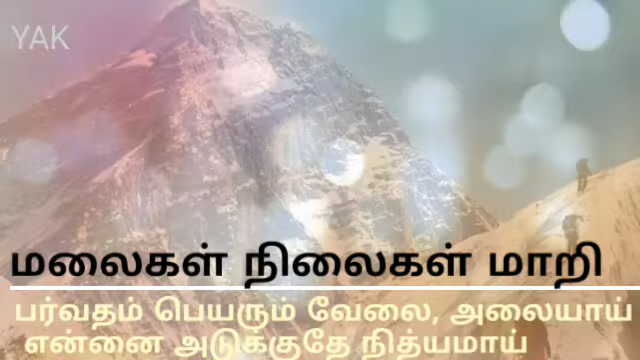 YAK
மலைகள் நிலைகள் மாறி
பர்வதம் பெயரும் வேலை, அலையாய்
என்னை அடுக்குதே நித்யமாய்